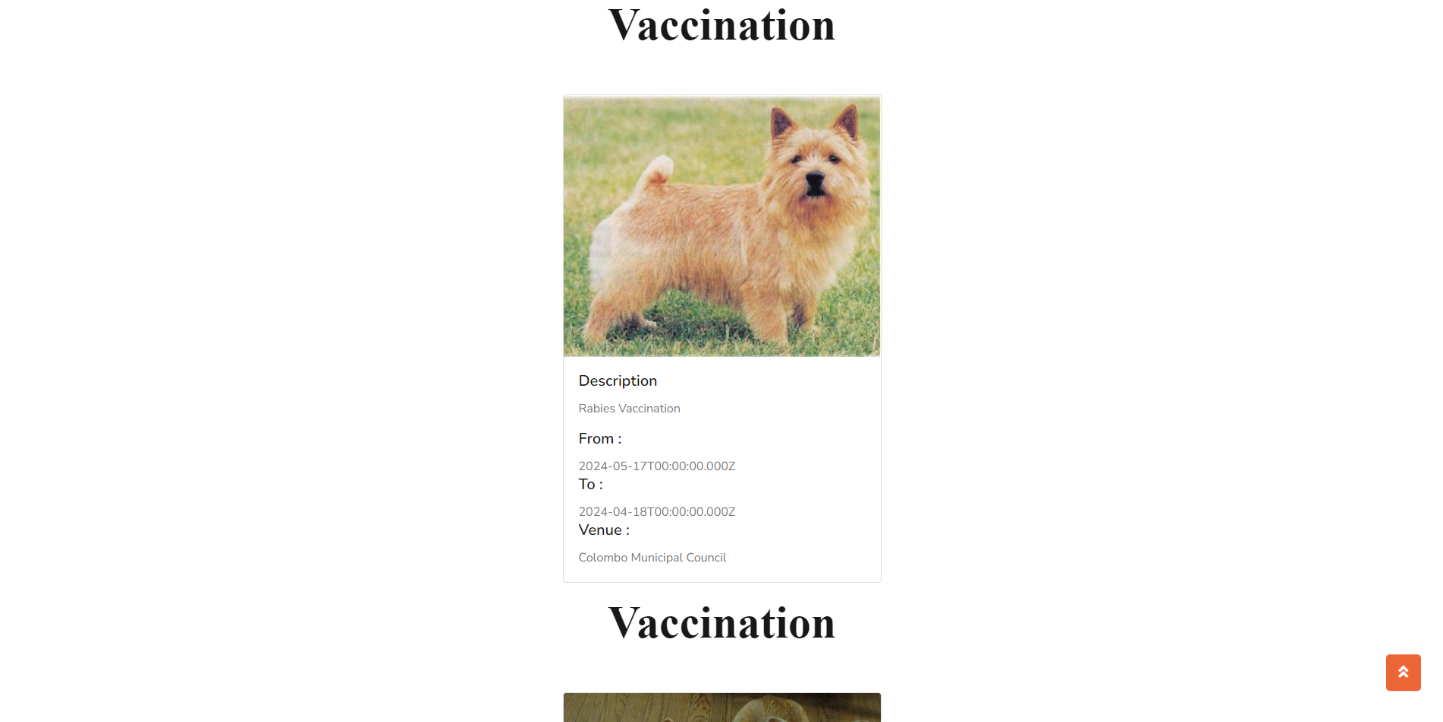 Vaccination
Description
Rabies Vaccination
From :
2024-05-17T00:00:00.000Z
To :
2024-04-18T00:00:00.000Z
Venue :
Colombo Municipal Council
Vaccination